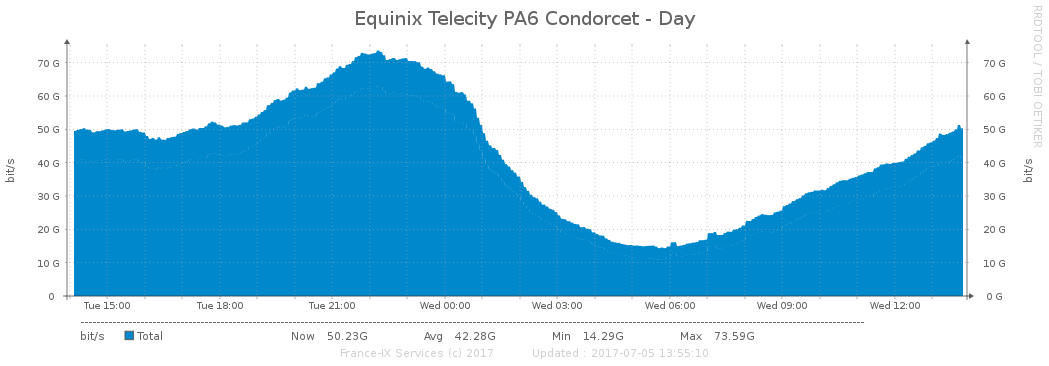 Equinix Telecity PA6 Condorcet - Day
RRDTOOL / TOBI OETIKER
bit/s
70 G 70 G
60 G 60 G
50 G 50 G
40 G 40 G
30 G 30 G
20 G 20 G
10 G 10 G
0 0 G
bit/s
Tue 15:00 Tue 18:00 Tue 21:00 Wed 00:00 Wed 03:00 Wed 06:00 Wed 09:00 Wed 12:00
bit/s Total Now 50.23G Avg 42.28G Min 14.29G Max 73.59G
France-IX Services (c) 2017 Updated : 2017-07-05 13:55:10